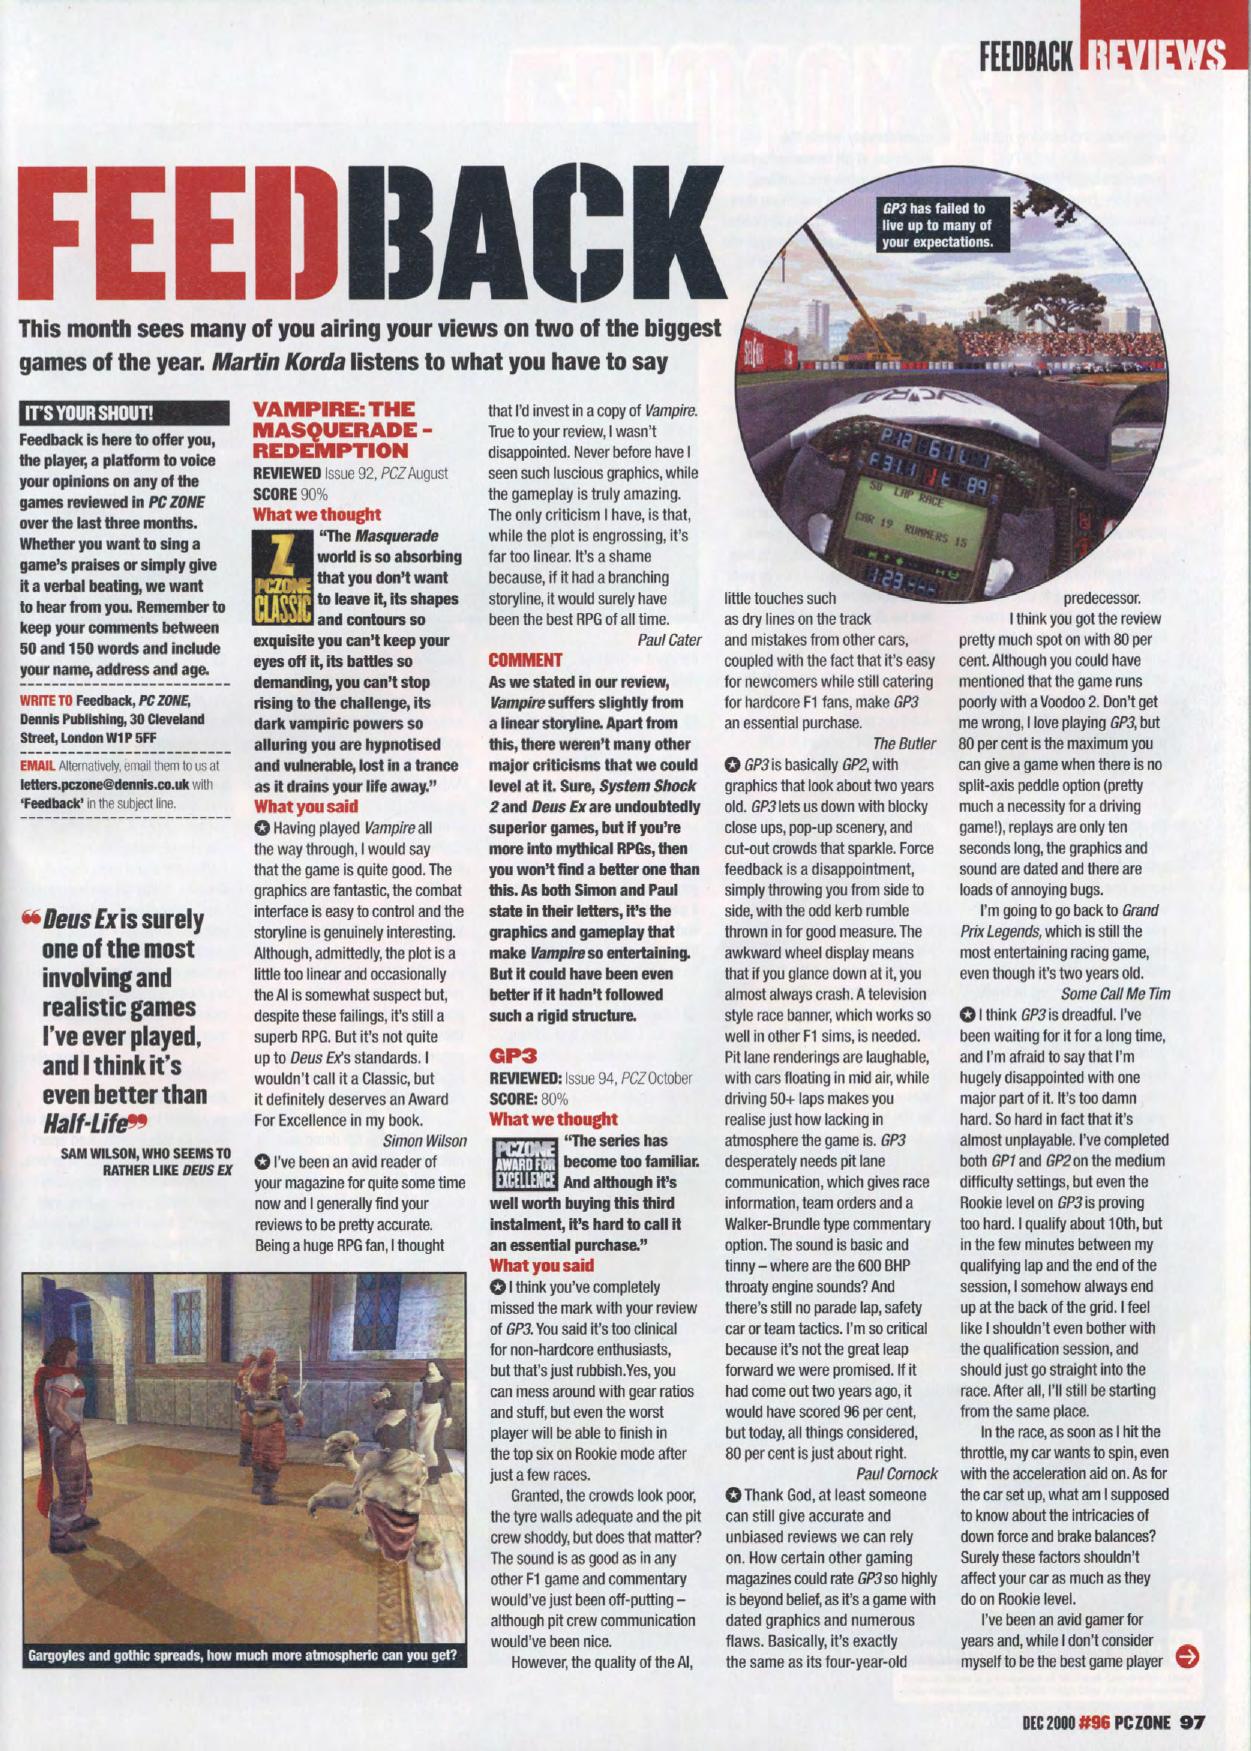 FEEDBACK REVIEWS
FEEDBACK
This month sees many of you airing your views on two of the biggest
games of the year. Martin Korda listens to what you have to say
GP3 has failed to
live up to many of
your expectations.
IT'S YOUR SHOUT!
Feedback is here to offer you,
the player, a platform to voice
your opinions on any of the
games reviewed in PC ZONE
over the last three months.
Whether you want to sing a
game's praises or simply give
it a verbal beating, we want
to hear from you. Remember to
keep your comments between
50 and 150 words and include
your name, address and age.
WRITE TO Feedback, PC ZONE,
Dennis Publishing, 30 Cleveland
Street, London W1P 5FF
EMAIL Alternatively, email them to us at
letters.pczone@dennis.co.uk with
'Feedback' in the subject line.
“Deus Ex is surely
one of the most
involving and
realistic games
I've ever played,
and I think it's
even better than
Half-Life”
SAM WILSON, WHO SEEMS TO
RATHER LIKE DEUS EX
VAMPIRE: THE
MASQUERADE –
REDEMPTION
REVIEWED Issue 92, PCZ August
SCORE 90%
What we thought
Z
PCZONE
CLASSIC
“The Masquerade
world is so absorbing
that you don't want
to leave it, its shapes
and contours so
exquisite you can't keep your
eyes off it, its battles so
demanding, you can't stop
rising to the challenge, its
dark vampiric powers so
alluring you are hypnotised
and vulnerable, lost in a trance
as it drains your life away.”
What you said
Having played Vampire all
the way through, I would say
that the game is quite good. The
graphics are fantastic, the combat
interface is easy to control and the
storyline is genuinely interesting.
Although, admittedly, the plot is a
little too linear and occasionally
the AI is somewhat suspect but,
despite these failings, it's still a
superb RPG. But it's not quite
up to Deus Ex's standards. I
wouldn't call it a Classic, but
it definitely deserves an Award
For Excellence in my book.
Simon Wilson
I've been an avid reader of
your magazine for quite some time
now and I generally find your
reviews to be pretty accurate.
Being a huge RPG fan, I thought
Gargoyles and gothic spreads, how much more atmospheric can you get?
that I'd invest in a copy of Vampire.
True to your review, I wasn't
disappointed. Never before have I
seen such luscious graphics, while
the gameplay is truly amazing.
The only criticism I have, is that,
while the plot is engrossing, it's
far too linear. It's a shame
because, if it had a branching
storyline, it would surely have
been the best RPG of all time.
Paul Cater
COMMENT
As we stated in our review,
Vampire suffers slightly from
a linear storyline. Apart from
this, there weren't many other
major criticisms that we could
level at it. Sure, System Shock
2 and Deus Ex are undoubtedly
superior games, but if you're
more into mythical RPGs, then
you won't find a better one than
this. As both Simon and Paul
state in their letters, it's the
graphics and gameplay that
make Vampire so entertaining.
But it could have been even
better if it hadn't followed
such a rigid structure.
GP3
REVIEWED: Issue 94, PCZ October
SCORE: 80%
What we thought
PCZONE
AWARD FOR
EXCELLENCE
“The series has
become too familiar.
And although it's
well worth buying this third
instalment, it's hard to call it
an essential purchase.”
What you said
I think you've completely
missed the mark with your review
of GP3. You said it's too clinical
for non-hardcore enthusiasts,
but that's just rubbish.Yes, you
can mess around with gear ratios
and stuff, but even the worst
player will be able to finish in
the top six on Rookie mode after
just a few races.
Granted, the crowds look poor,
the tyre walls adequate and the pit
crew shoddy, but does that matter?
The sound is as good as in any
other F1 game and commentary
would've just been off-putting –
although pit crew communication
would've been nice.
However, the quality of the AI,
SELENIX
LYCRA
P12 61 L1
F31.1 1t 89
50 LAP RACE
CAR 19 RUNNERS 15
1:23
little touches such
as dry lines on the track
and mistakes from other cars,
coupled with the fact that it's easy
for newcomers while still catering
for hardcore F1 fans, make GP3
an essential purchase.
The Butler
GP3 is basically GP2, with
graphics that look about two years
old. GP3 lets us down with blocky
close ups, pop-up scenery, and
cut-out crowds that sparkle. Force
feedback is a disappointment,
simply throwing you from side to
side, with the odd kerb rumble
thrown in for good measure. The
awkward wheel display means
that if you glance down at it, you
almost always crash. A television
style race banner, which works so
well in other F1 sims, is needed.
Pit lane renderings are laughable,
with cars floating in mid air, while
driving 50+ laps makes you
realise just how lacking in
atmosphere the game is. GP3
desperately needs pit lane
communication, which gives race
information, team orders and a
Walker-Brundle type commentary
option. The sound is basic and
tinny – where are the 600 BHP
throaty engine sounds? And
there's still no parade lap, safety
car or team tactics. I'm so critical
because it's not the great leap
forward we were promised. If it
had come out two years ago, it
would have scored 96 per cent,
but today, all things considered,
80 per cent is just about right.
Paul Cornock
Thank God, at least someone
can still give accurate and
unbiased reviews we can rely
on. How certain other gaming
magazines could rate GP3 so highly
is beyond belief, as it's a game with
dated graphics and numerous
flaws. Basically, it's exactly
the same as its four-year-old
predecessor.
I think you got the review
pretty much spot on with 80 per
cent. Although you could have
mentioned that the game runs
poorly with a Voodoo 2. Don't get
me wrong, I love playing GP3, but
80 per cent is the maximum you
can give a game when there is no
split-axis peddle option (pretty
much a necessity for a driving
game!), replays are only ten
seconds long, the graphics and
sound are dated and there are
loads of annoying bugs.
I'm going to go back to Grand
Prix Legends, which is still the
most entertaining racing game,
even though it's two years old.
Some Call Me Tim
I think GP3 is dreadful. I've
been waiting for it for a long time,
and I'm afraid to say that I'm
hugely disappointed with one
major part of it. It's too damn
hard. So hard in fact that it's
almost unplayable. I've completed
both GP1 and GP2 on the medium
difficulty settings, but even the
Rookie level on GP3 is proving
too hard. I qualify about 10th, but
in the few minutes between my
qualifying lap and the end of the
session, I somehow always end
up at the back of the grid. I feel
like I shouldn't even bother with
the qualification session, and
should just go straight into the
race. After all, I'll still be starting
from the same place.
In the race, as soon as I hit the
throttle, my car wants to spin, even
with the acceleration aid on. As for
the car set up, what am I supposed
to know about the intricacies of
down force and brake balances?
Surely these factors shouldn't
affect your car as much as they
do on Rookie level.
I've been an avid gamer for
years and, while I don't consider
myself to be the best game player
DEC 2000 #96 PC ZONE 97